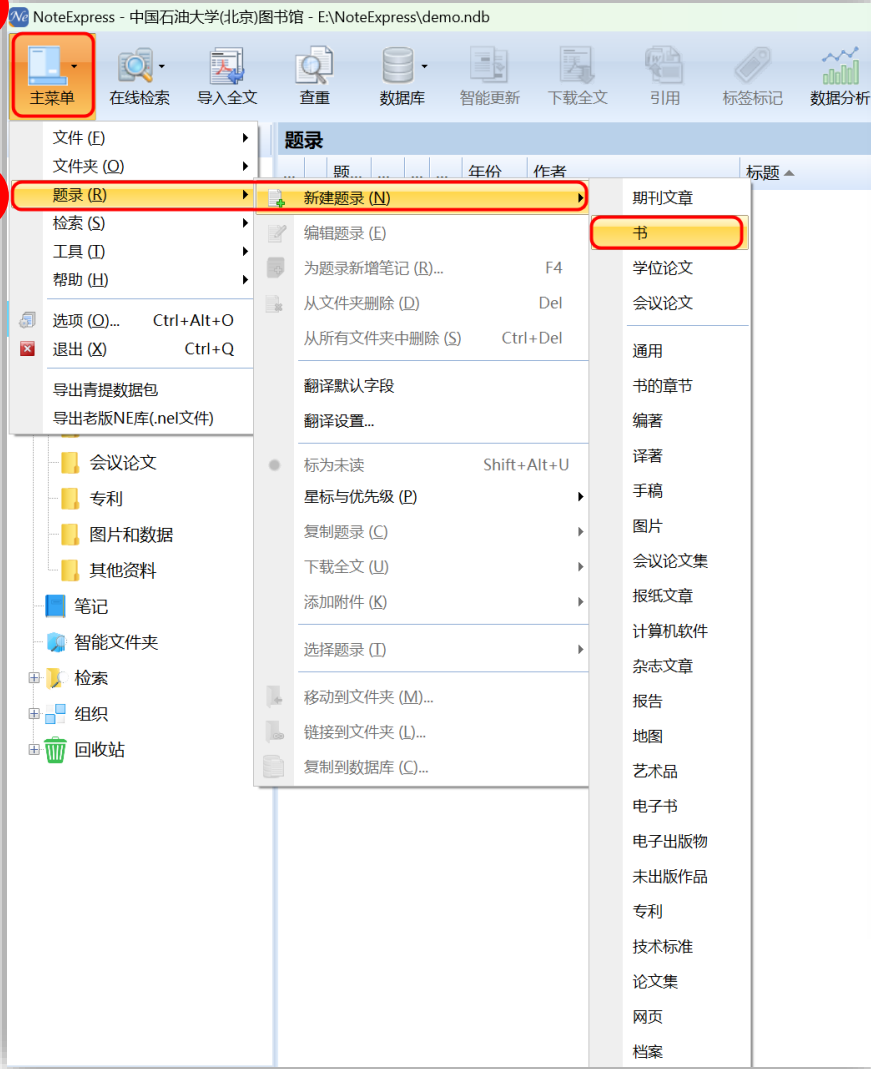 NoteExpress - 中国石油大学(北京)图书馆 - E:\NoteExpress\demo.ndb
主菜单 在线检索 导入全文 查重 数据库 智能更新 下载全文 引用 标签标记 数据分析
文件 (F)
文件夹 (O)
题录 (R)
检索 (S)
工具 (T)
帮助 (H)
选项 (O)... Ctrl+Alt+O
退出 (X) Ctrl+Q
导出青提数据包
导出老版NE库(.nel文件)
会议论文
专利
图片和数据
其他资料
笔记
智能文件夹
检索
组织
回收站
题录
... 题... ... ... ... 年份 作者 标题
新建题录 (N)
编辑题录 (E)
为题录新增笔记 (R)... F4
从文件夹删除 (D) Del
从所有文件夹中删除 (S) Ctrl+Del
翻译默认字段
翻译设置...
标为未读 Shift+Alt+U
星标与优先级 (P)
复制题录 (C)
下载全文 (U)
添加附件 (K)
选择题录 (T)
移动到文件夹 (M)...
链接到文件夹 (L)...
复制到数据库 (C)...
期刊文章
书
学位论文
会议论文
通用
书的章节
编著
译著
手稿
图片
会议论文集
报纸文章
计算机软件
杂志文章
报告
地图
艺术品
电子书
电子出版物
未出版作品
专利
技术标准
论文集
网页
档案